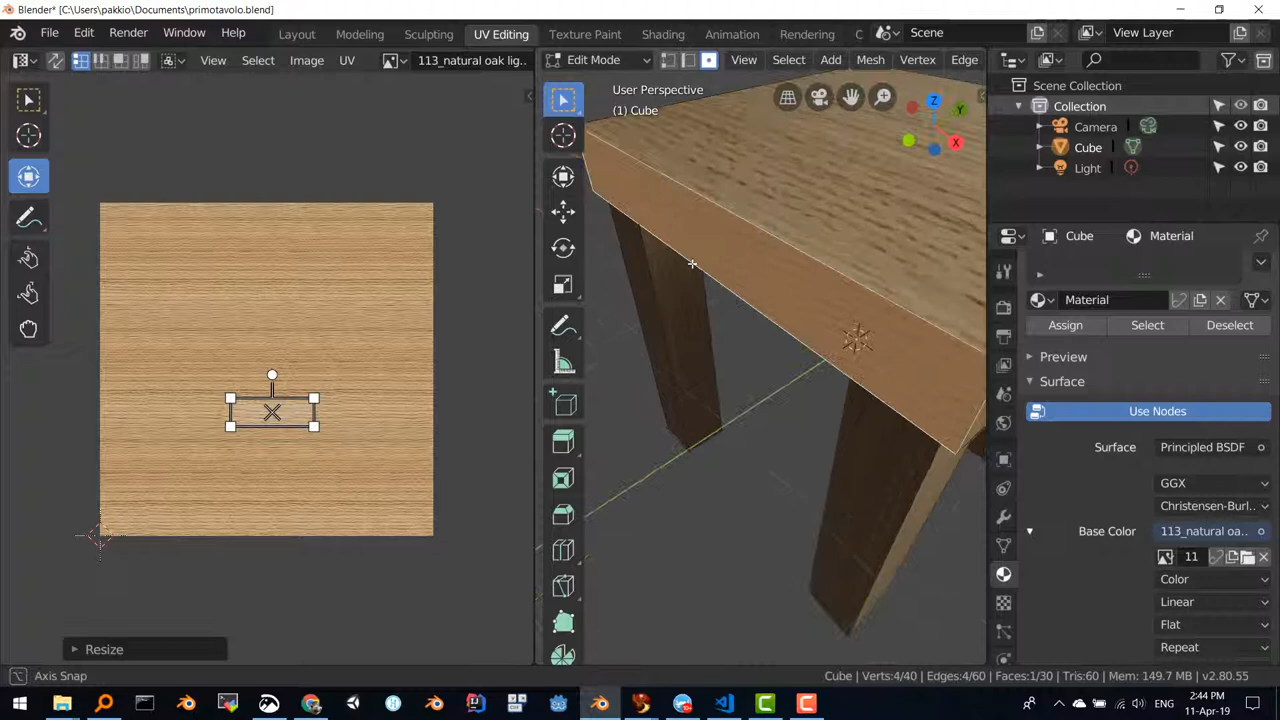 Blender* [C:\Users\pakkio\Documents\primotavolo.blend]
File Edit Render Window Help Layout Modeling Sculpting UV Editing Texture Paint Shading Animation Rendering C Scene View Layer
View Select Image UV 113_natural oak lig.. Edit Mode View Select Add Mesh Vertex Edge
User Perspective
(1) Cube
Z
Y
X
Scene Collection
Collection
Camera
Cube
Light
Cube Material
Material
Assign Select Deselect
Preview
Surface
Use Nodes
Surface Principled BSDF
GGX
Christensen-Burl..
Base Color 113_natural oa..
11
Color
Linear
Flat
Repeat
Resize
Axis Snap Cube | Verts:4/40 | Edges:4/60 | Faces:1/30 | Tris:60 | Mem: 149.7 MB | v2.80.55
2:44 PM
11-Apr-19